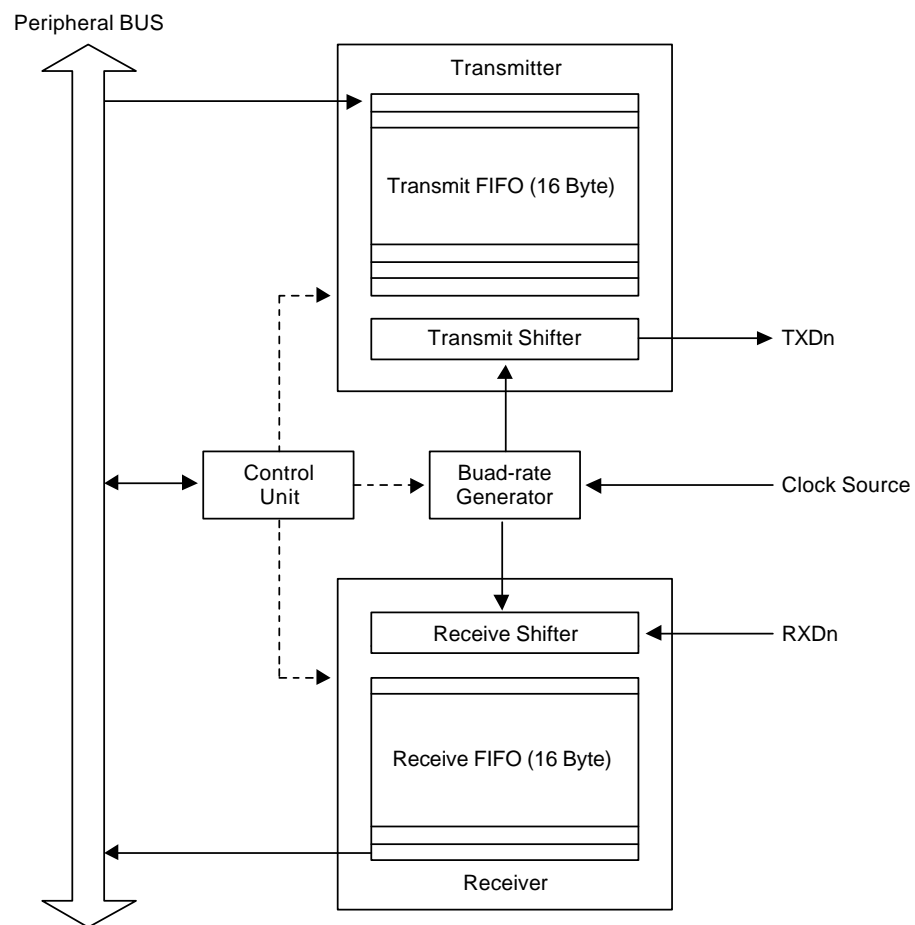 Peripheral BUS
Transmitter
Transmit FIFO (16 Byte)
Transmit Shifter
TXDn
Control
Unit
Buad-rate
Generator
Clock Source
Receive Shifter
RXDn
Receive FIFO (16 Byte)
Receiver